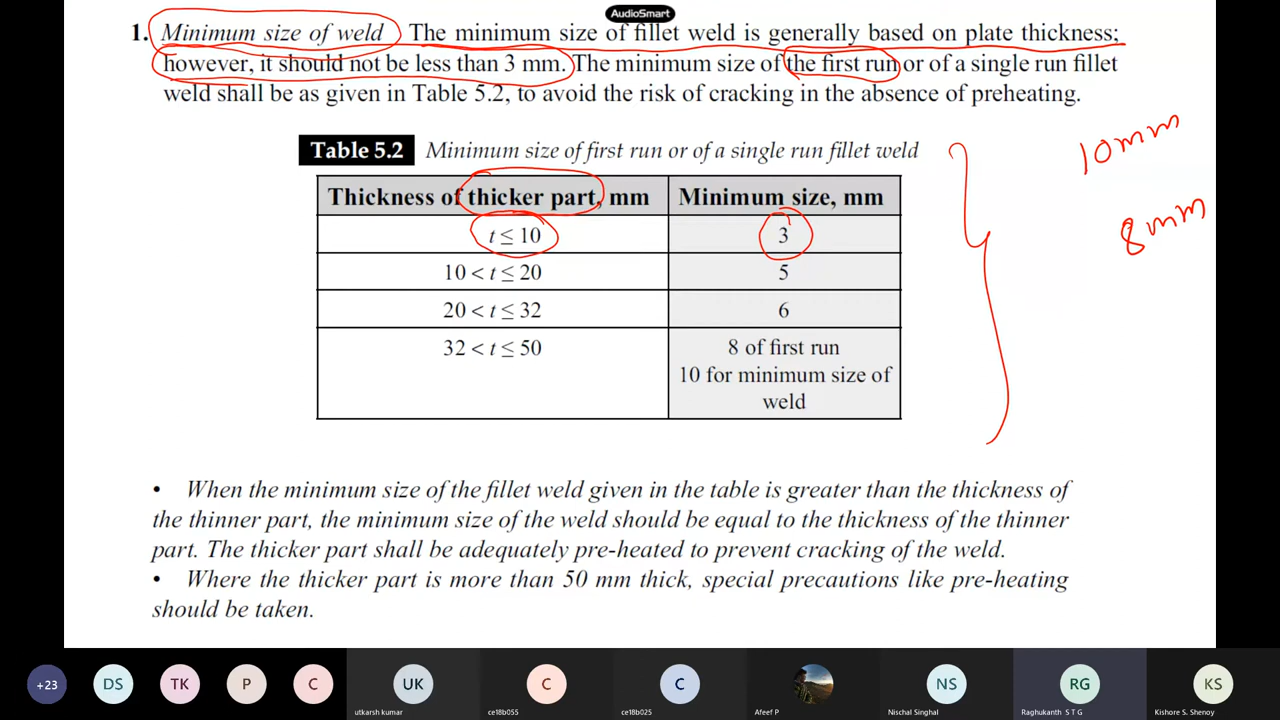 AudioSmart
1. Minimum size of weld The minimum size of fillet weld is generally based on plate thickness;
however, it should not be less than 3 mm. The minimum size of the first run or of a single run fillet
weld shall be as given in Table 5.2, to avoid the risk of cracking in the absence of preheating.
10mm
Table 5.2 Minimum size of first run or of a single run fillet weld
Thickness of thicker part, mm Minimum size, mm
8mm
t ≤ 10 3
10 < t ≤ 20 5
20 < t ≤ 32 6
32 < t ≤ 50 8 of first run
10 for minimum size of
weld
• When the minimum size of the fillet weld given in the table is greater than the thickness of
the thinner part, the minimum size of the weld should be equal to the thickness of the thinner
part. The thicker part shall be adequately pre-heated to prevent cracking of the weld.
• Where the thicker part is more than 50 mm thick, special precautions like pre-heating
should be taken.
+23 DS TK P C UK C C NS RG KS
utkarsh kumar ce18b055 ce18b025 Afeef P Nischal Singhal Raghukanth S T G Kishore S. Shenoy